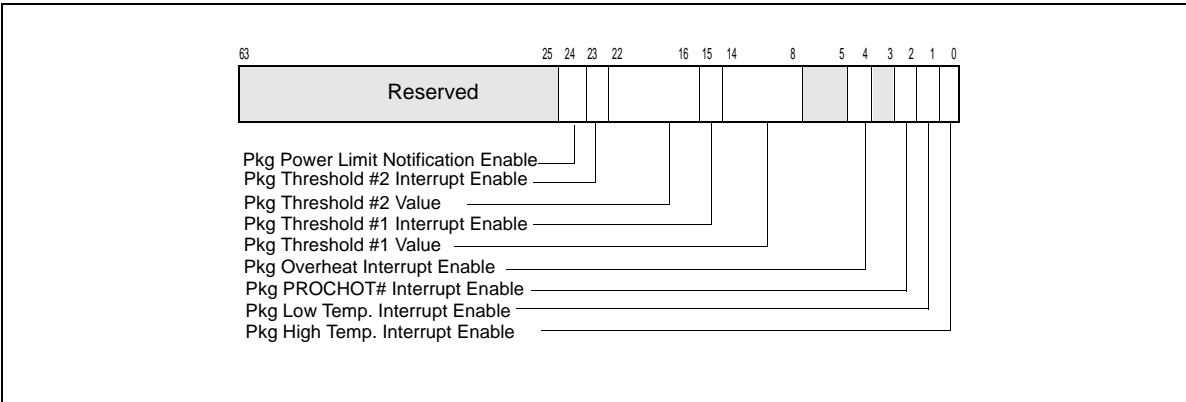 63 25 24 23 22 16 15 14 8 5 4 3 2 1 0
Reserved
Pkg Power Limit Notification Enable
Pkg Threshold #2 Interrupt Enable
Pkg Threshold #2 Value
Pkg Threshold #1 Interrupt Enable
Pkg Threshold #1 Value
Pkg Overheat Interrupt Enable
Pkg PROCHOT# Interrupt Enable
Pkg Low Temp. Interrupt Enable
Pkg High Temp. Interrupt Enable